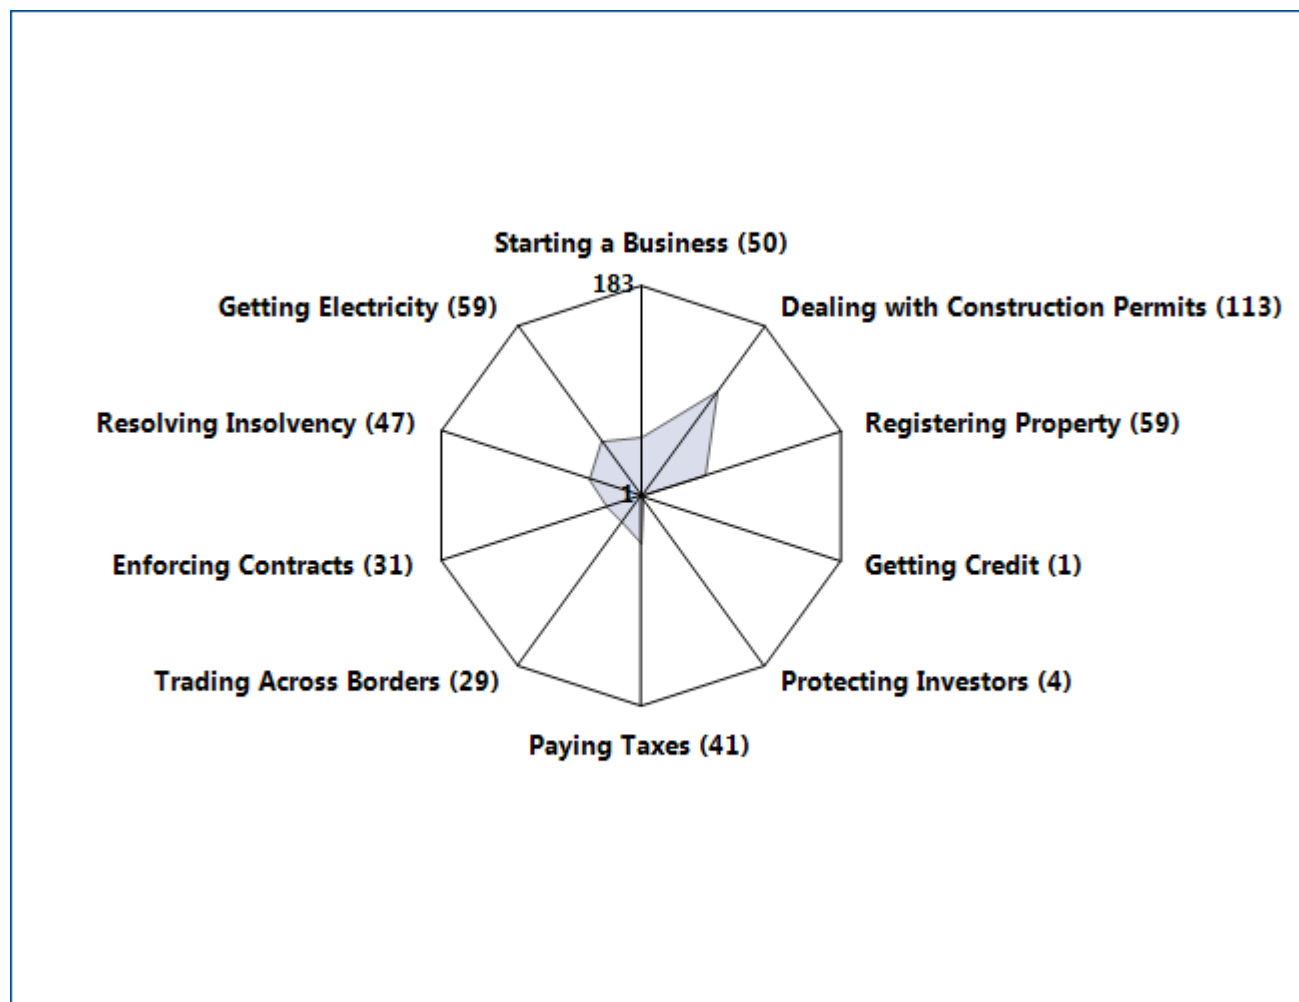 Starting a Business (50)
183
Getting Electricity (59)
Dealing with Construction Permits (113)
Resolving Insolvency (47)
Registering Property (59)
1
Enforcing Contracts (31)
Getting Credit (1)
Trading Across Borders (29)
Protecting Investors (4)
Paying Taxes (41)